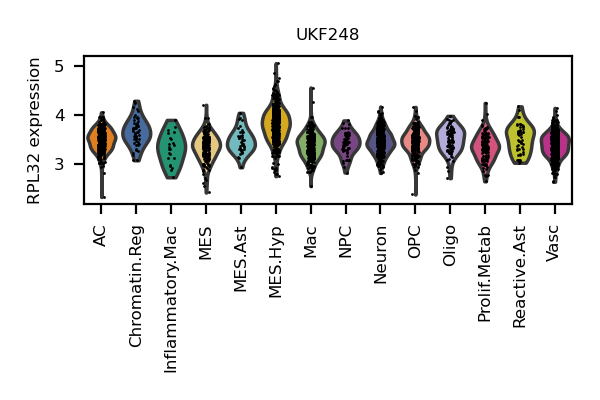 UKF248
RPL32 expression
5
4
3
AC
Chromatin.Reg
Inflammatory.Mac
MES
MES.Ast
MES.Hyp
Mac
NPC
Neuron
OPC
Oligo
Prolif.Metab
Reactive.Ast
Vasc